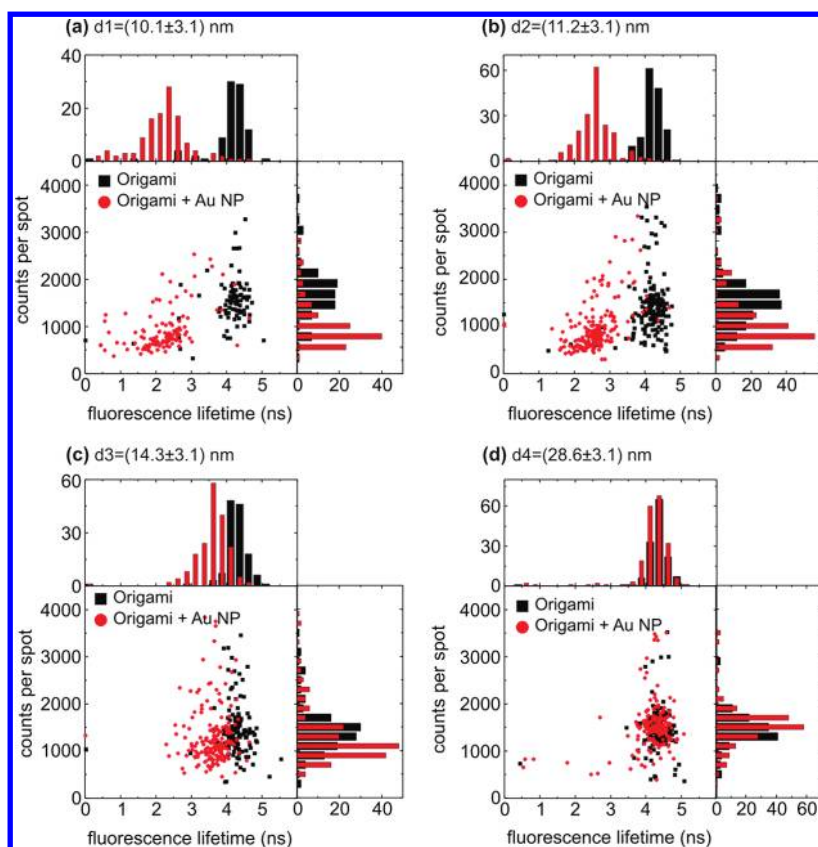 (a) d1=(10.1±3.1) nm
(b) d2=(11.2±3.1) nm
40
20
0
60
30
0
Origami
Origami + Au NP
Origami
Origami + Au NP
counts per spot
4000
3000
2000
1000
0
counts per spot
4000
3000
2000
1000
0
0 1 2 3 4 5 0 20 40
0 1 2 3 4 5 0 20 40
fluorescence lifetime (ns)
fluorescence lifetime (ns)
(c) d3=(14.3±3.1) nm
(d) d4=(28.6±3.1) nm
60
30
0
60
30
0
Origami
Origami + Au NP
Origami
Origami + Au NP
counts per spot
4000
3000
2000
1000
0
counts per spot
4000
3000
2000
1000
0
0 1 2 3 4 5 0 10 20 30 40
0 1 2 3 4 5 0 10 20 30 40 50 60
fluorescence lifetime (ns)
fluorescence lifetime (ns)